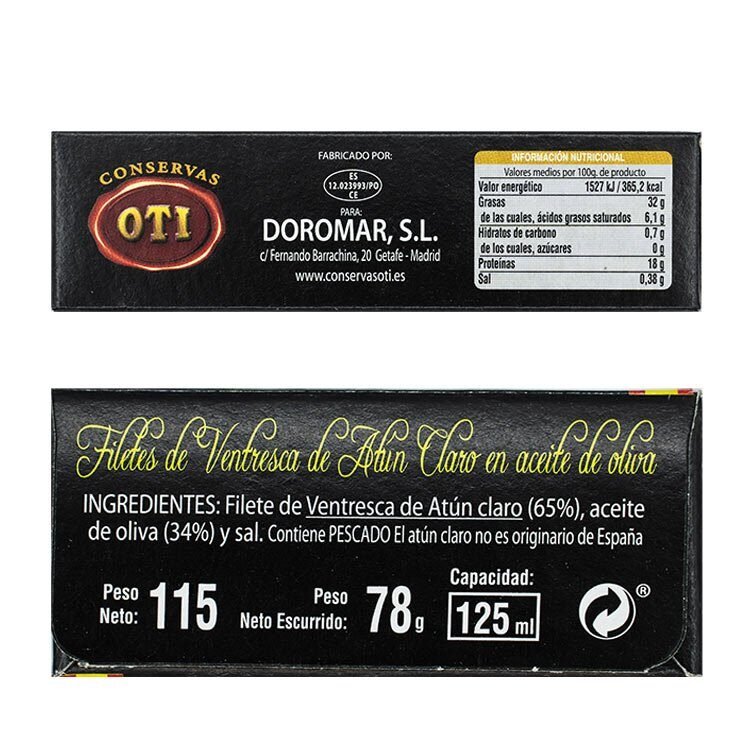 CONSERVAS
OTI
FABRICADO POR:
ES
12.023993/PO
CE
PARA:
DOROMAR, S.L.
c/ Fernando Barrachina, 20 Getafe - Madrid
www.conservasoti.es
INFORMACIÓN NUTRICIONAL
Valores medios por 100g. de producto
Valor energético 1527 kJ / 365,2 kcal
Grasas 32 g
de las cuales, ácidos grasos saturados 6,1 g
Hidratos de carbono 0,7 g
de los cuales, azúcares 0 g
Proteínas 18 g
Sal 0,38 g
Filetes de Ventresca de Atún Claro en aceite de oliva
INGREDIENTES: Filete de Ventresca de Atún claro (65%), aceite
de oliva (34%) y sal. Contiene PESCADO El atún claro no es originario de España
Peso Neto: 115
Peso Neto Escurrido: 78 g
Capacidad:
125 ml
®